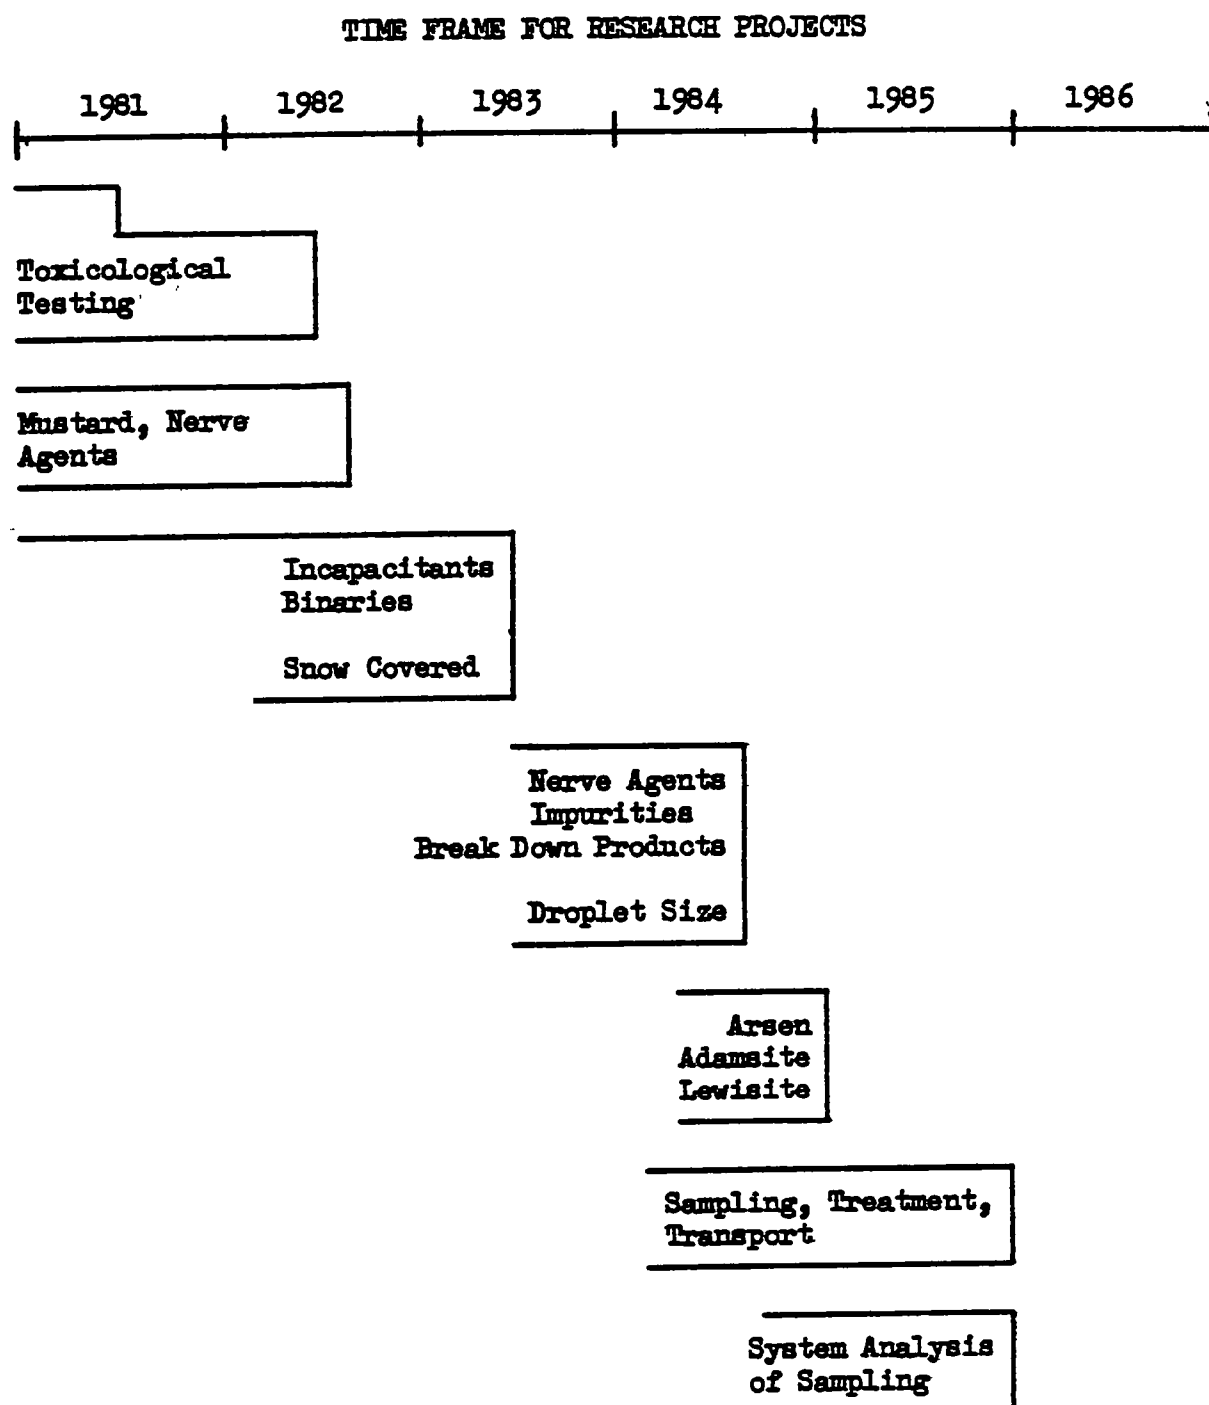 TIME FRAME FOR RESEARCH PROJECTS
1981 1982 1983 1984 1985 1986
Toxicological
Testing
Mustard, Nerve
Agents
Incapacitants
Binaries
Snow Covered
Nerve Agents
Impurities
Break Down Products
Droplet Size
Arsen
Adamsite
Lewisite
Sampling, Treatment,
Transport
System Analysis
of Sampling